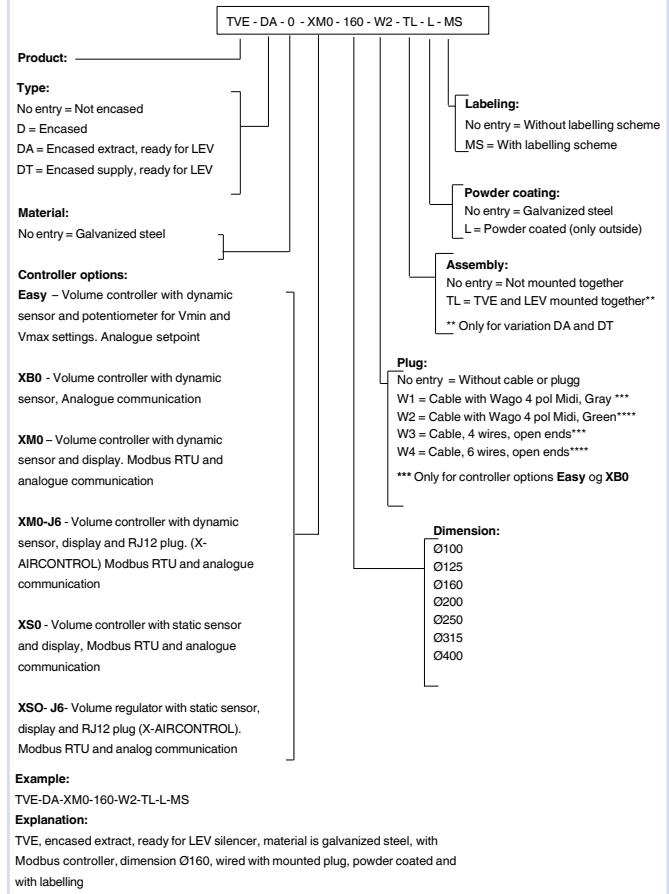 TVE - DA - 0 - XM0 - 160 - W2 - TL - L - MS
Product:
Type:
No entry = Not encased
D = Encased
DA = Encased extract, ready for LEV
DT = Encased supply, ready for LEV
Material:
No entry = Galvanized steel
Controller options:
Easy – Volume controller with dynamic
sensor and potentiometer for Vmin and
Vmax settings. Analogue setpoint
XB0 - Volume controller with dynamic
sensor, Analogue communication
XM0 – Volume controller with dynamic
sensor and display. Modbus RTU and
analogue communication
XM0-J6 - Volume controller with dynamic
sensor, display and RJ12 plug. (X-
AIRCONTROL) Modbus RTU and analogue
communication
XS0 - Volume controller with static sensor
and display, Modbus RTU and analogue
communication
XSO- J6- Volume regulator with static sensor,
display and RJ12 plug (X-AIRCONTROL).
Modbus RTU and analog communication
Labeling:
No entry = Without labelling scheme
MS = With labelling scheme
Powder coating:
No entry = Galvanized steel
L = Powder coated (only outside)
Assembly:
No entry = Not mounted together
TL = TVE and LEV mounted together**
** Only for variation DA and DT
Plug:
No entry = Without cable or plugg
W1 = Cable with Wago 4 pol Midi, Gray ***
W2 = Cable with Wago 4 pol Midi, Green****
W3 = Cable, 4 wires, open ends***
W4 = Cable, 6 wires, open ends****
*** Only for controller options Easy og XB0
Dimension:
Ø100
Ø125
Ø160
Ø200
Ø250
Ø315
Ø400
Example:
TVE-DA-XM0-160-W2-TL-L-MS
Explanation:
TVE, encased extract, ready for LEV silencer, material is galvanized steel, with
Modbus controller, dimension Ø160, wired with mounted plug, powder coated and
with labelling